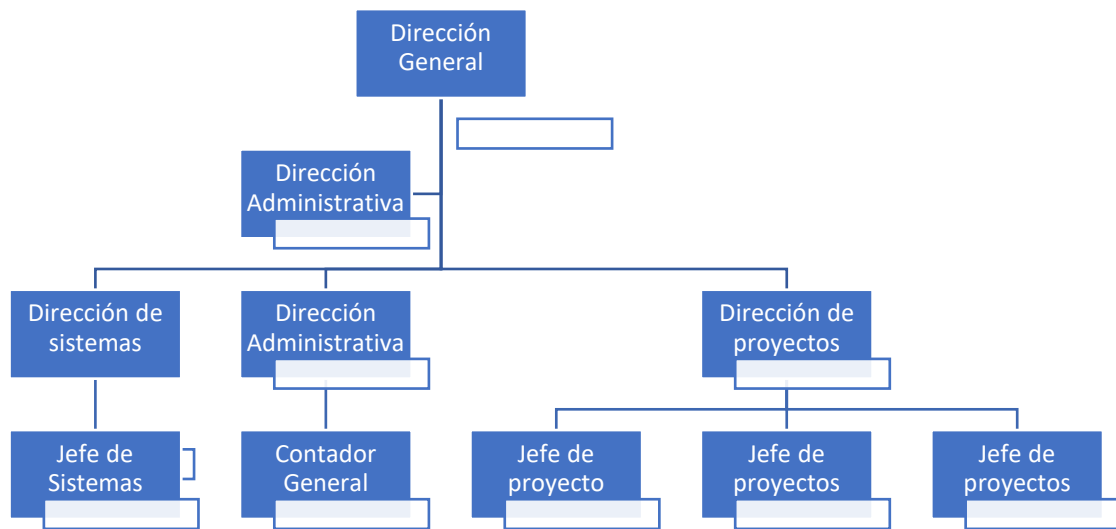 Dirección
General
Dirección
Administrativa
Dirección de
sistemas
Dirección
Administrativa
Dirección de
proyectos
Jefe de
Sistemas
Contador
General
Jefe de
proyecto
Jefe de
proyectos
Jefe de
proyectos